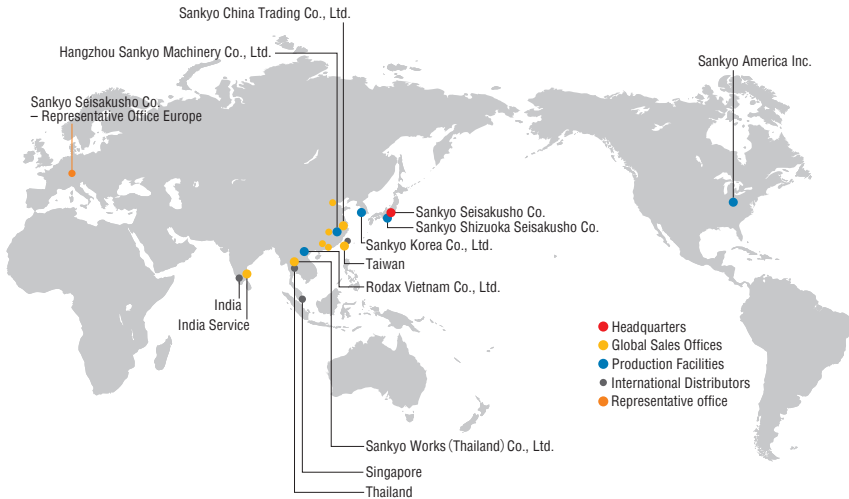 Sankyo China Trading Co., Ltd.
Hangzhou Sankyo Machinery Co., Ltd.
Sankyo America Inc.
Sankyo Seisakusho Co.
– Representative Office Europe
Sankyo Seisakusho Co.
Sankyo Shizuoka Seisakusho Co.
Sankyo Korea Co., Ltd.
Taiwan
Rodax Vietnam Co., Ltd.
India
India Service
Headquarters
Global Sales Offices
Production Facilities
International Distributors
Representative office
Sankyo Works (Thailand) Co., Ltd.
Singapore
Thailand